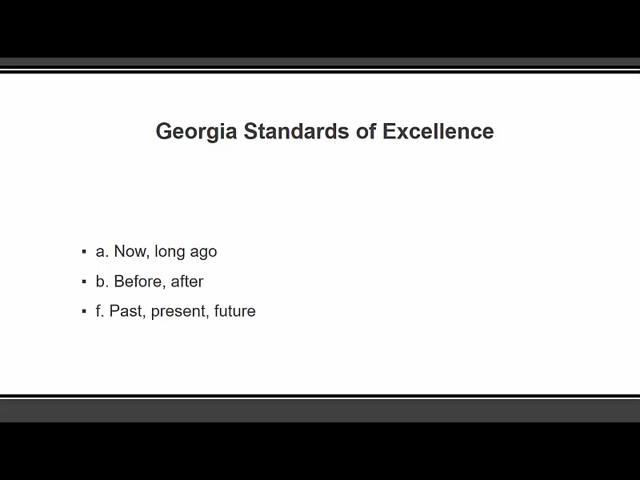 Georgia Standards of Excellence
▪ a. Now, long ago
▪ b. Before, after
▪ f. Past, present, future